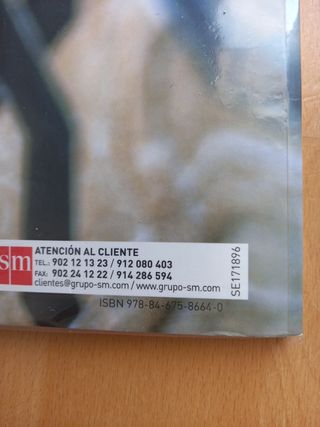 sm
ATENCIÓN AL CLIENTE
TEL.: 902 12 13 23 / 912 080 403
FAX: 902 24 12 22 / 914 286 594
clientes@grupo-sm.com / www.grupo-sm.com
SE171896
ISBN 978-84-675-8664-0